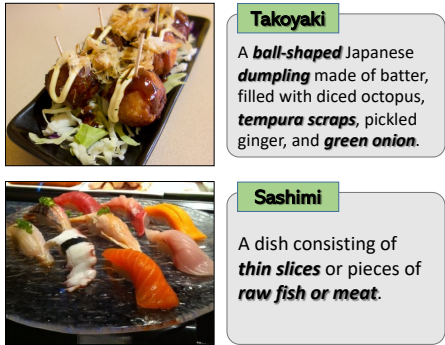 Takoyaki
A ball-shaped Japanese
dumpling made of batter,
filled with diced octopus,
tempura scraps, pickled
ginger, and green onion.
Sashimi
A dish consisting of
thin slices or pieces of
raw fish or meat.